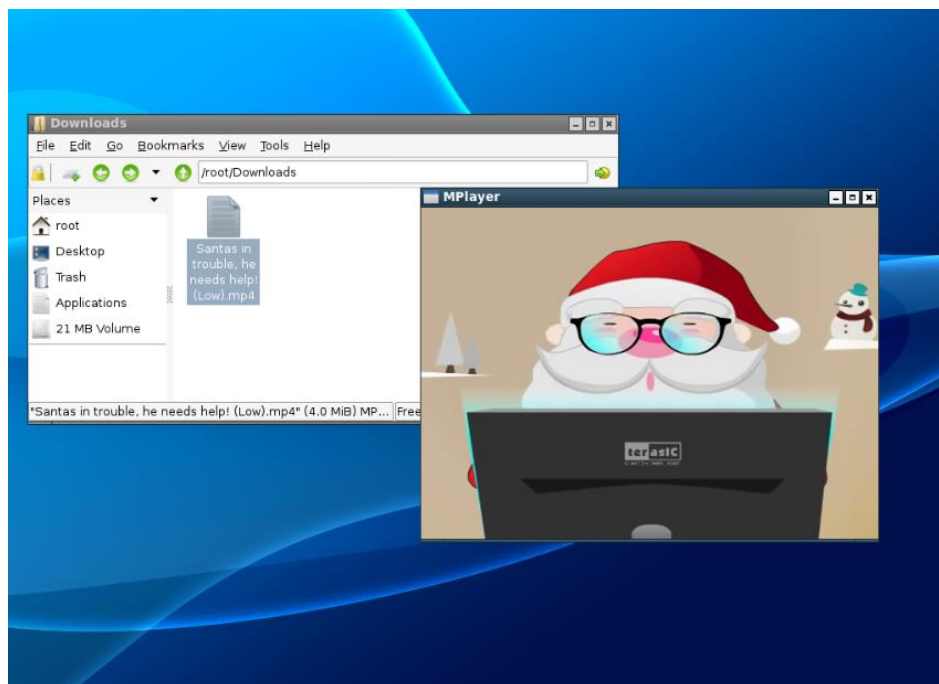 Downloads
File Edit Go Bookmarks View Tools Help
/root/Downloads
Places
root
Desktop
Trash
Applications
21 MB Volume
Santas in
trouble, he
needs help!
(Low).mp4
"Santas in trouble, he needs help! (Low).mp4" (4.0 MiB) MP... Free
MPlayer
terasIC